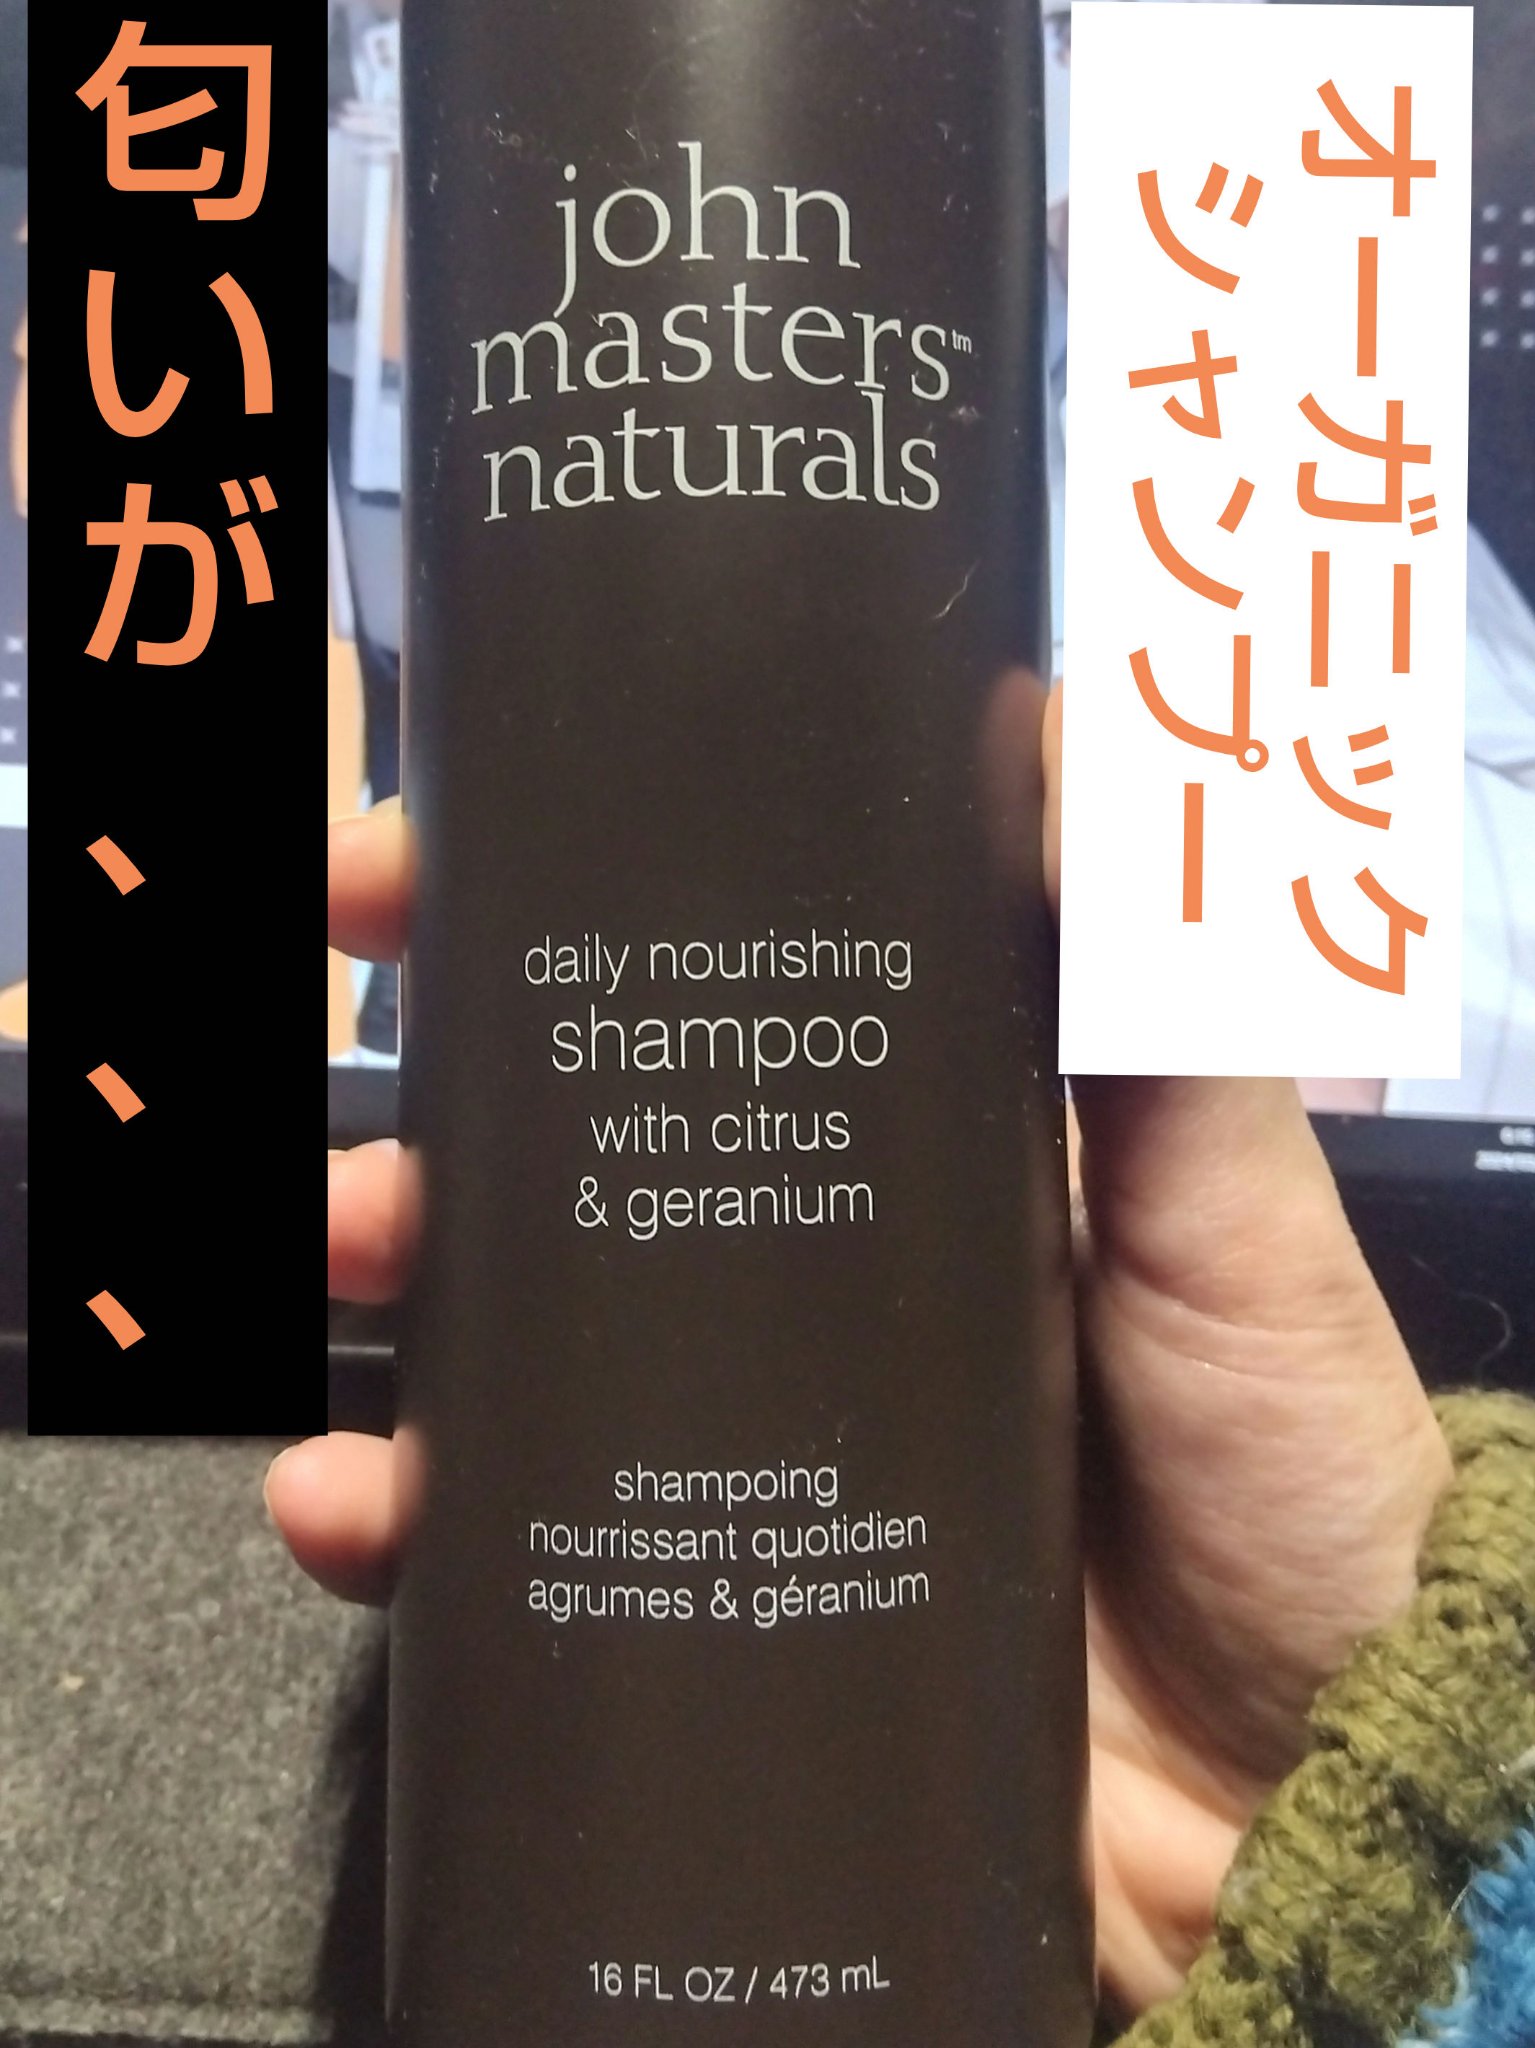 オーガニック
シャンプー
匂いが、、、
john
masters™
naturals
daily nourishing
shampoo
with citrus
& geranium
shampoing
nourrissant quotidien
agrumes & géranium
16 FL OZ / 473 mL